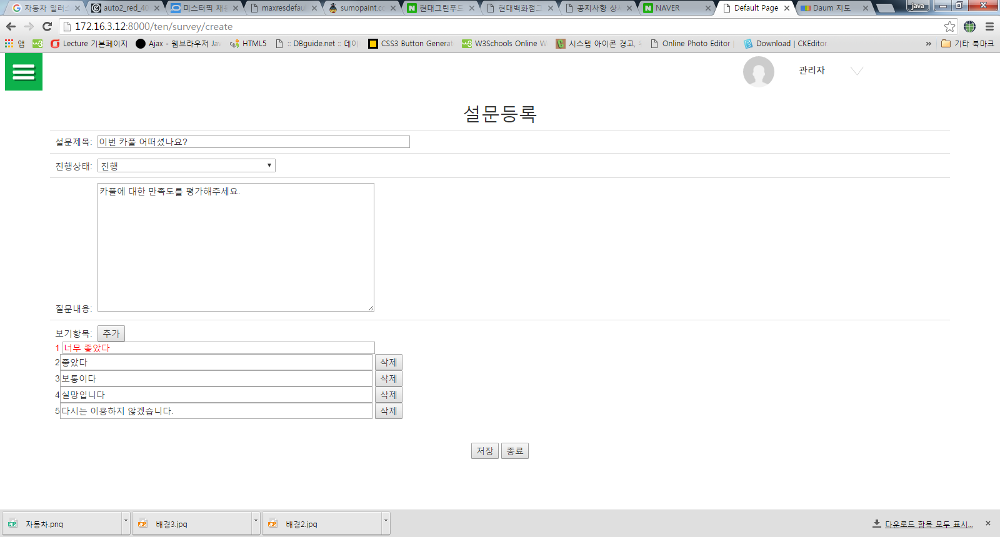 자동차 일러스
auto2_red_40
미스터픽 채용
maxresdefau
sumopaint.co
현대그린푸드
현대백화점그
공지사항 상세
NAVER
Default Page
Daum 지도
java
172.16.3.12:8000/ten/survey/create
앱
Lecture 기본페이지
Ajax - 웹브라우저 Jav
HTML5
:: DBguide.net :: 데이
CSS3 Button Generat
W3Schools Online W
시스템 아이콘 경고,
Online Photo Editor
Download | CKEditor
» 기타 북마크
관리자
설문등록
설문제목: 이번 카풀 어떠셨나요?
진행상태: 진행
카풀에 대한 만족도를 평가해주세요.
질문내용:
보기항목: 추가
1 너무 좋았다
2 좋았다 삭제
3 보통이다 삭제
4 실망입니다 삭제
5 다시는 이용하지 않겠습니다. 삭제
저장 종료
자동차.png
배경3.jpg
배경2.jpg
다운로드 항목 모두 표시...